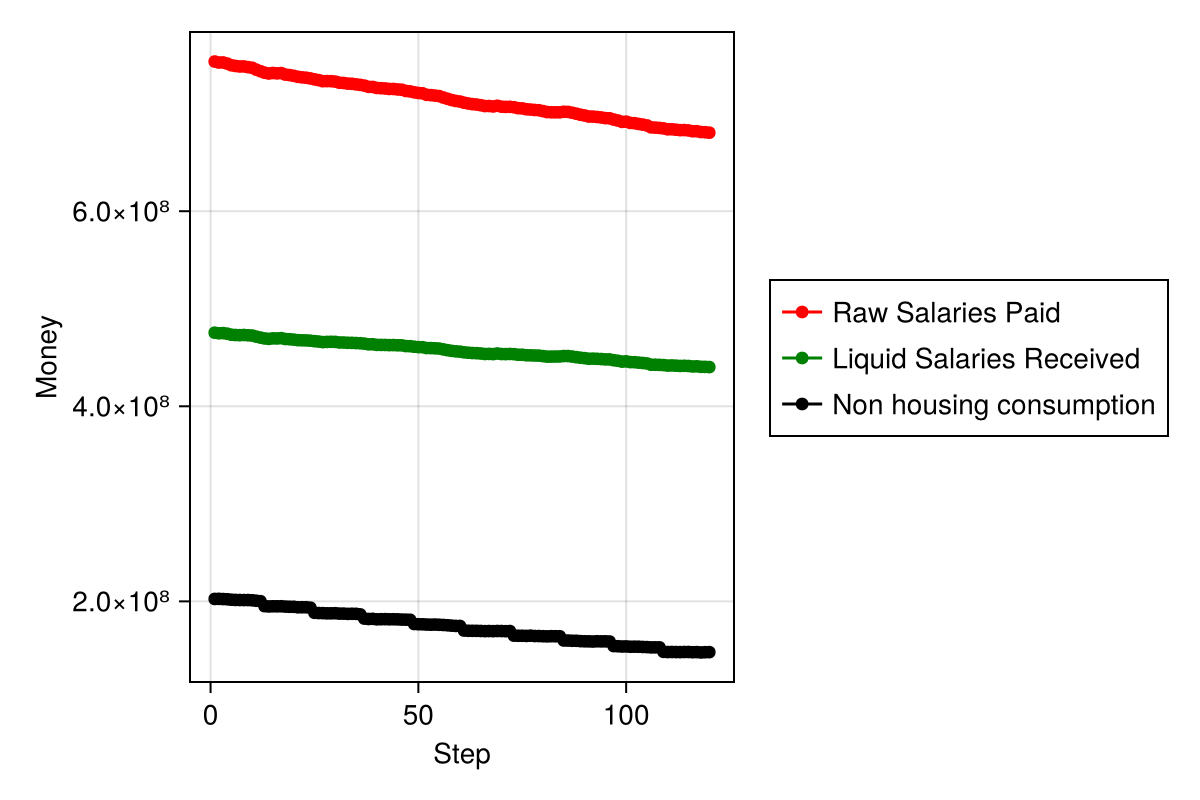 6.0×10⁸
4.0×10⁸
2.0×10⁸
Money
0 50 100
Step
Raw Salaries Paid
Liquid Salaries Received
Non housing consumption